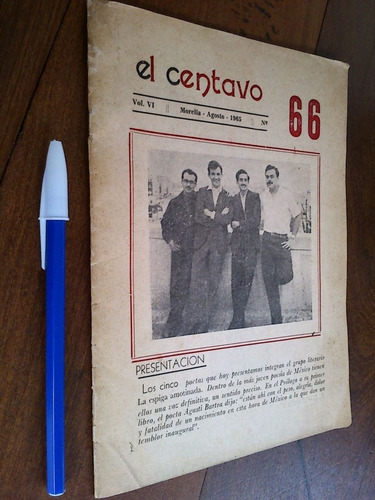 el centavo
Vol. VI || Morelia - Agosto - 1965 || Nº 66
PRESENTACION
Los cinco poetas que hoy presentamos integran el grupo literario
La espiga amotinada. Dentro de la más joven poesía de México tienen
ellos una voz definitiva, un sentido preciso. En el Prólogo a su primer
libro, el poeta Agustí Bartra dijo: "están ahí con el peso, alegría, dolor
y fatalidad de un nacimiento en esta hora de México a la que dan un
temblor inaugural".